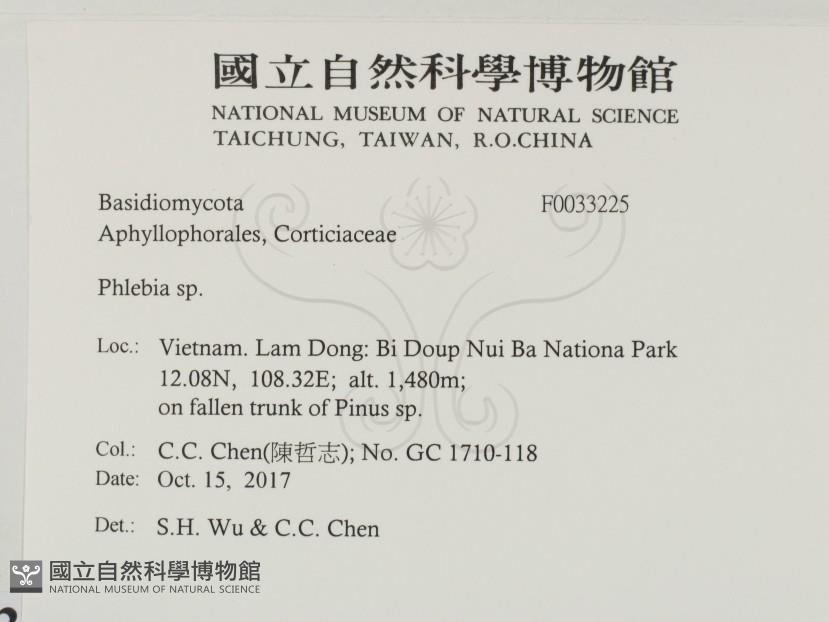 國立自然科學博物館
NATIONAL MUSEUM OF NATURAL SCIENCE
TAICHUNG, TAIWAN, R.O.CHINA
Basidiomycota F0033225
Aphyllophorales, Corticiaceae
Phlebia sp.
Loc.: Vietnam. Lam Dong: Bi Doup Nui Ba Nationa Park
12.08N, 108.32E; alt. 1,480m;
on fallen trunk of Pinus sp.
Col.: C.C. Chen(陳哲志); No. GC 1710-118
Date: Oct. 15, 2017
Det.: S.H. Wu & C.C. Chen
國立自然科學博物館
NATIONAL MUSEUM OF NATURAL SCIENCE